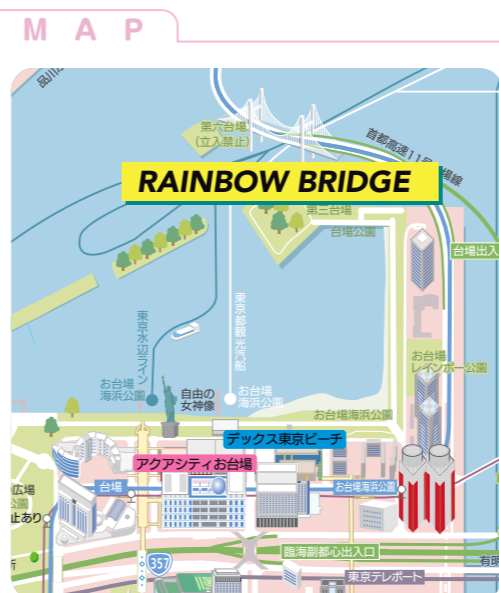 MAP
品川
第六台場
(立入禁止)
首都高速11号台場線
RAINBOW BRIDGE
第三台場
台場公園
台場出入
東京水辺ライン
東京都観光汽船
お台場
レインボー公園
お台場
海浜公園
自由の
女神像
お台場
海浜公園
お台場海浜公園
デックス東京ビーチ
アクアシティお台場
台場
お台場海浜公園
広場
公園
止あり
357
臨海副都心出入口
有明
東京テレポート